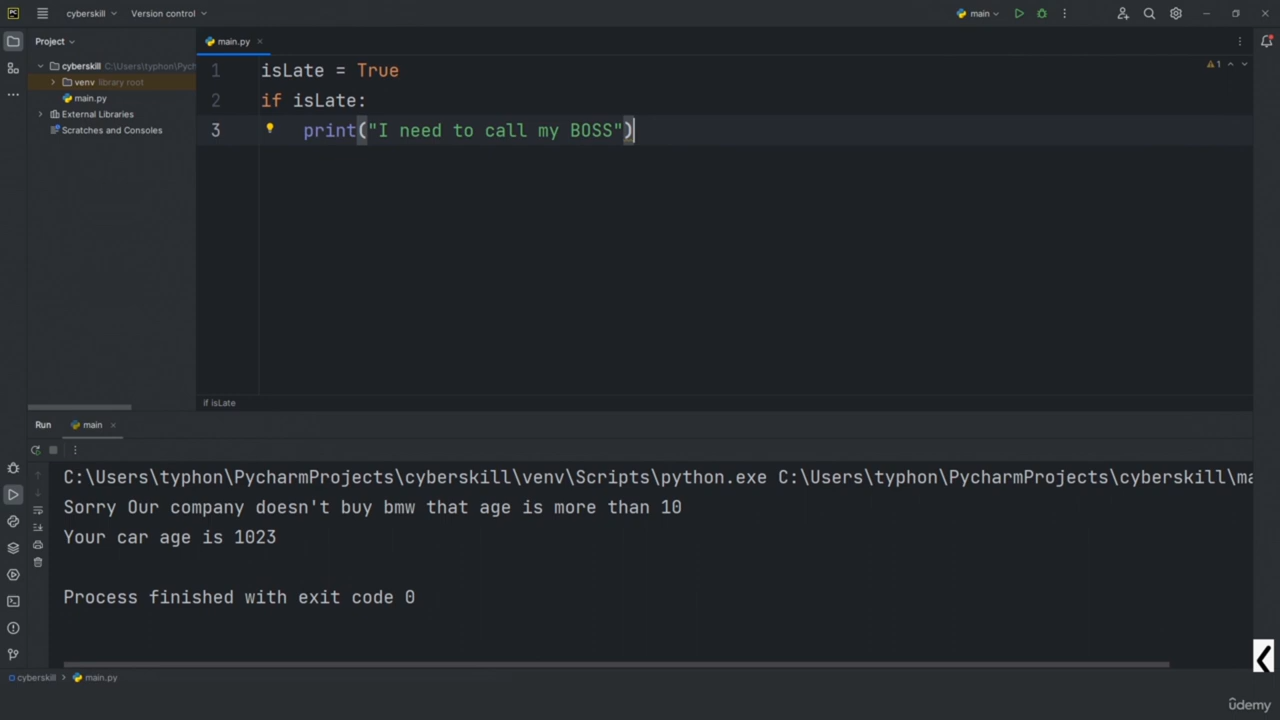 PC cyberskill Version control main
Project main.py
cyberskill C:\Users\typhon\Pych
venv library root
main.py
External Libraries
Scratches and Consoles
1 isLate = True
2 if isLate:
3 print("I need to call my BOSS")
1
if isLate
Run main
C:\Users\typhon\PycharmProjects\cyberskill\venv\Scripts\python.exe C:\Users\typhon\PycharmProjects\cyberskill\ma
Sorry Our company doesn't buy bmw that age is more than 10
Your car age is 1023
Process finished with exit code 0
cyberskill > main.py
ûdemy